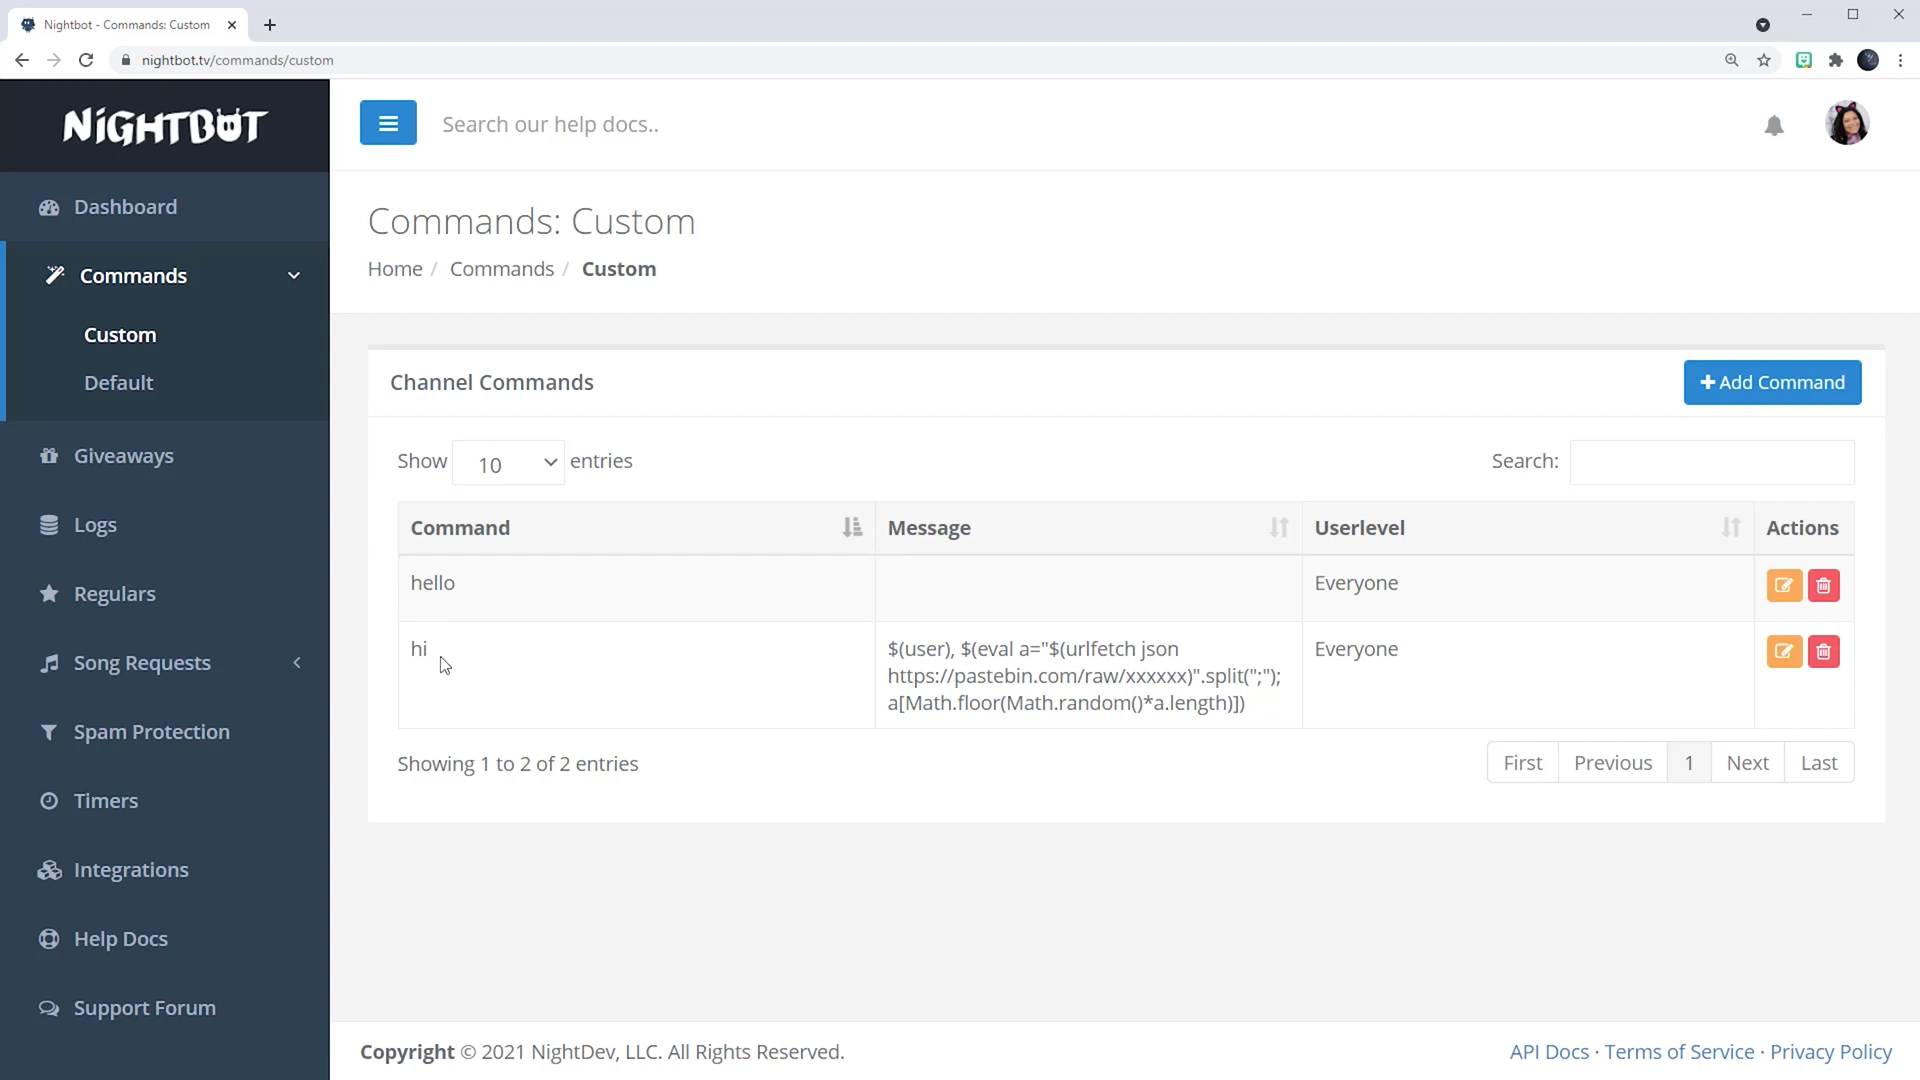 Nightbot - Commands: Custom
nightbot.tv/commands/custom
NiGHTBOT
Search our help docs..
Dashboard
Commands
Custom
Default
Giveaways
Logs
Regulars
Song Requests
Spam Protection
Timers
Integrations
Help Docs
Support Forum
Commands: Custom
Home / Commands / Custom
Channel Commands
Add Command
Show 10 entries
Search:
Command Message Userlevel Actions
hello Everyone
hi $(user), $(eval a="$(urlfetch json Everyone
https://pastebin.com/raw/xxxxxx)".split(";");
a[Math.floor(Math.random()*a.length)])
Showing 1 to 2 of 2 entries
First Previous 1 Next Last
Copyright © 2021 NightDev, LLC. All Rights Reserved.
API Docs · Terms of Service · Privacy Policy